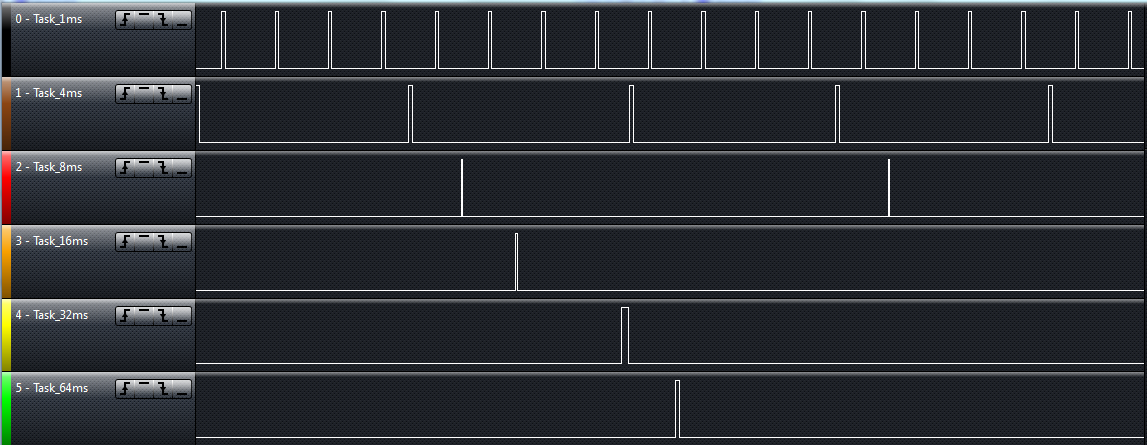 0 - Task_1ms
1 - Task_4ms
2 - Task_8ms
3 - Task_16ms
4 - Task_32ms
5 - Task_64ms